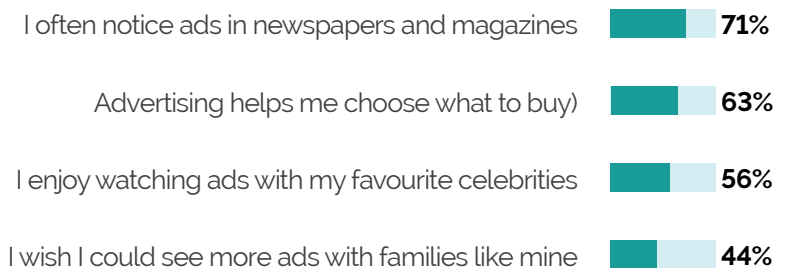 I often notice ads in newspapers and magazines 71%
Advertising helps me choose what to buy) 63%
I enjoy watching ads with my favourite celebrities 56%
I wish I could see more ads with families like mine 44%